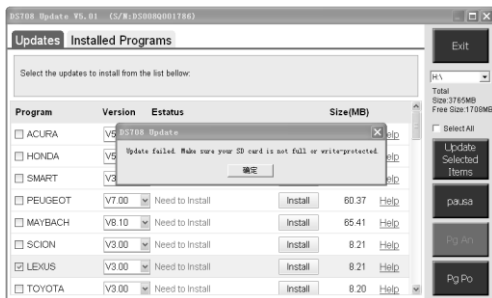 DS708 Update V5.01 (S/N:DS008Q001786)
Updates Installed Programs
Exit
Select the updates to install from the list bellow:
H:\
Total
Size:3765MB
Free Size:1708MB
Program Version Estatus Size(MB)
Select All
ACURA V5 Help
DS708 Update
Update failed. Make sure your SD card is not full or write-protected
确定
HONDA V5 Help
SMART V3 Help
Update
Selected
Items
PEUGEOT V7.00 Need to Install Install 60.37 Help
pausa
MAYBACH V8.10 Need to Install Install 65.41 Help
SCION V3.00 Need to Install Install 8.21 Help
Pg An
LEXUS V3.00 Need to Install Install 8.21 Help
Pg Po
TOYOTA V3.00 Need to Install Install 8.20 Help